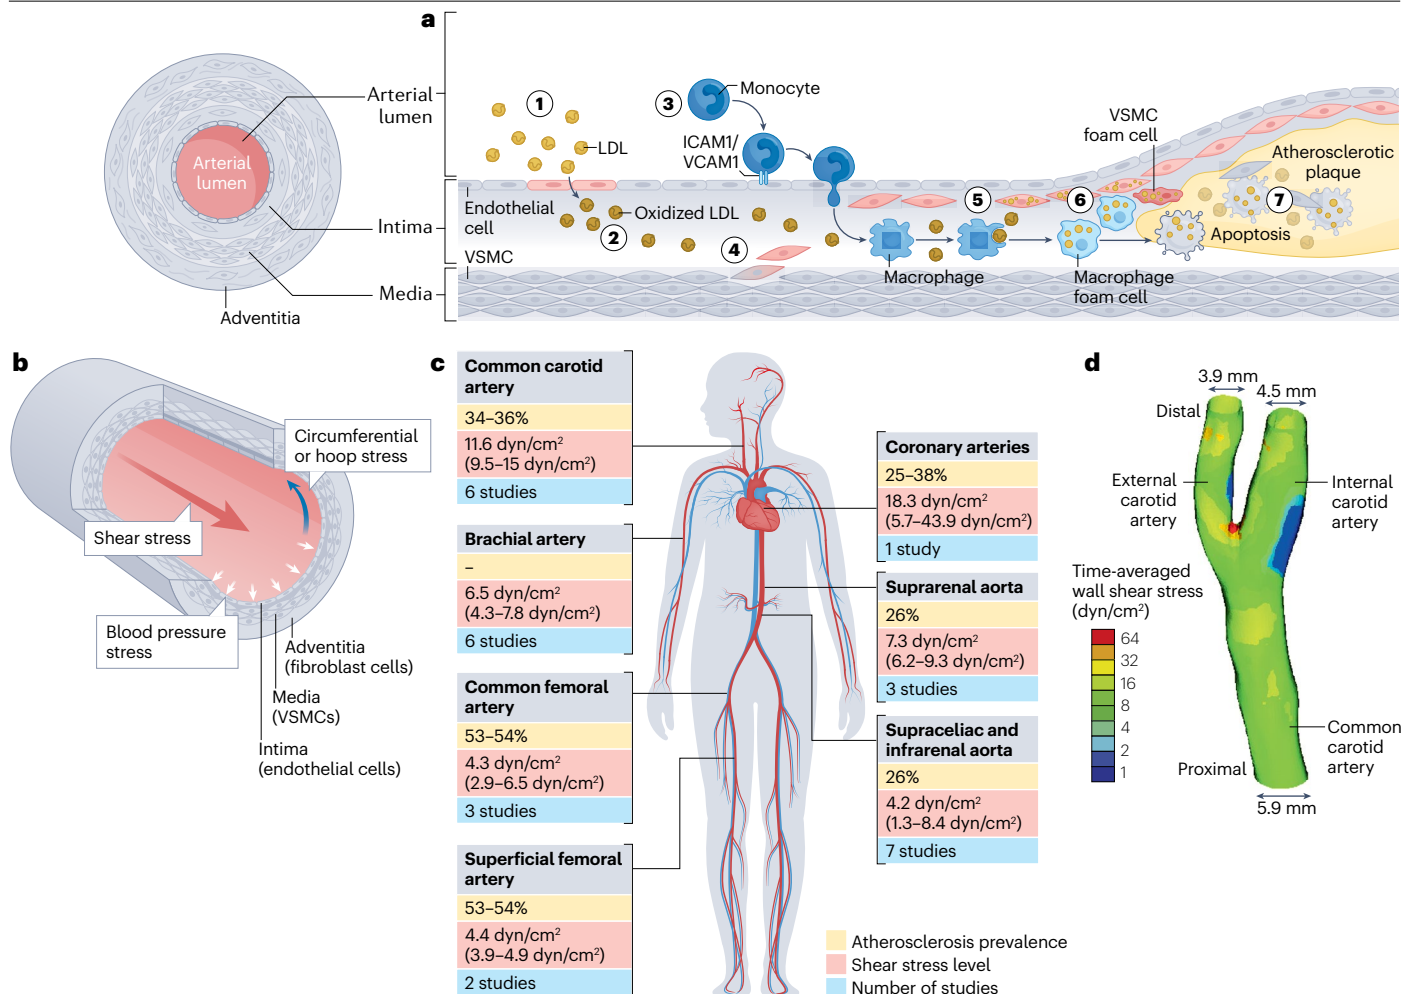 a
Arterial
lumen
Arterial
lumen
Intima
Media
Adventitia
1
LDL
2
Oxidized LDL
Endothelial
cell
VSMC
3
Monocyte
ICAM1/
VCAM1
4
Macrophage
5
6
Macrophage
foam cell
VSMC
foam cell
Apoptosis
7
Atherosclerotic
plaque
b
Circumferential
or hoop stress
Shear stress
Blood pressure
stress
Adventitia
(fibroblast cells)
Media
(VSMCs)
Intima
(endothelial cells)
c
Common carotid
artery
34–36%
11.6 dyn/cm²
(9.5–15 dyn/cm²)
6 studies
Brachial artery
–
6.5 dyn/cm²
(4.3–7.8 dyn/cm²)
6 studies
Common femoral
artery
53–54%
4.3 dyn/cm²
(2.9–6.5 dyn/cm²)
3 studies
Superficial femoral
artery
53–54%
4.4 dyn/cm²
(3.9–4.9 dyn/cm²)
2 studies
Coronary arteries
25–38%
18.3 dyn/cm²
(5.7–43.9 dyn/cm²)
1 study
Suprarenal aorta
26%
7.3 dyn/cm²
(6.2–9.3 dyn/cm²)
3 studies
Supraceliac and
infrarenal aorta
26%
4.2 dyn/cm²
(1.3–8.4 dyn/cm²)
7 studies
Atherosclerosis prevalence
Shear stress level
Number of studies
d
3.9 mm
4.5 mm
Distal
External
carotid
artery
Internal
carotid
artery
Time-averaged
wall shear stress
(dyn/cm²)
64
32
16
8
4
2
1
Common
carotid
artery
Proximal
5.9 mm